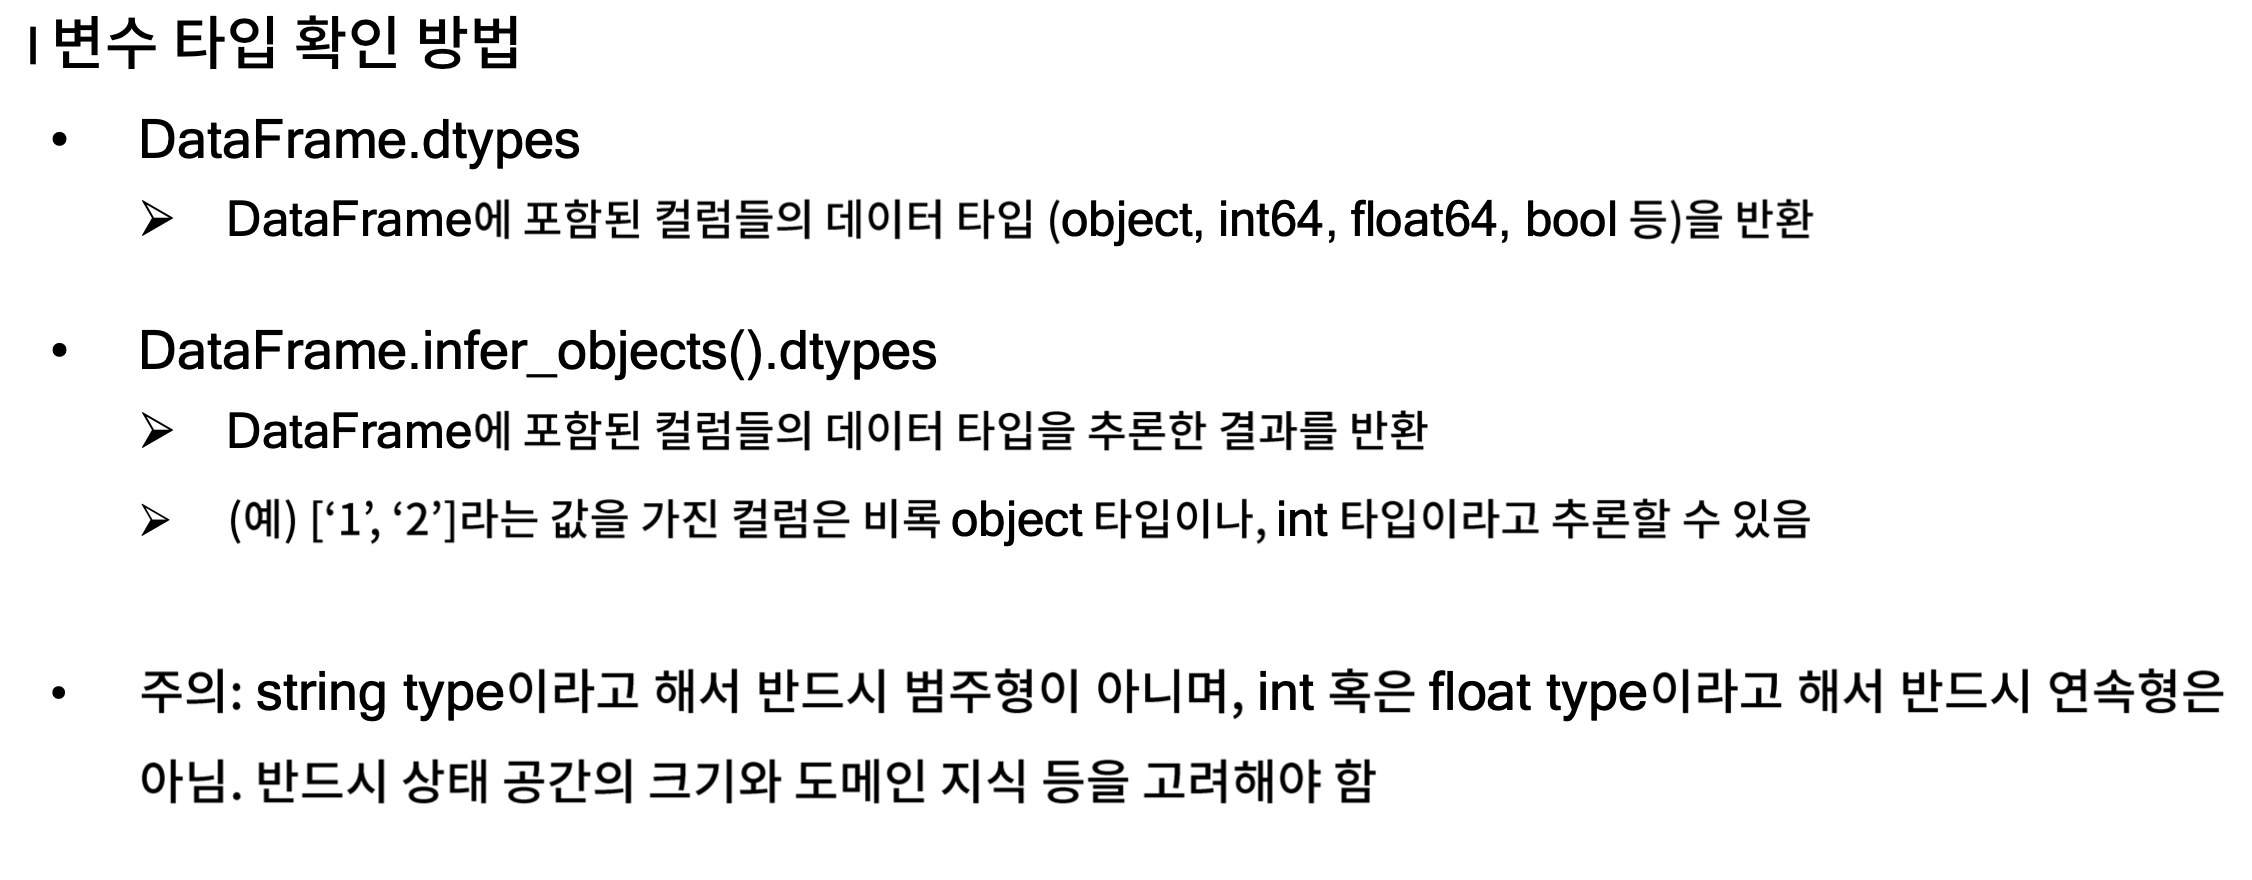 | 변수 타입 확인 방법
• DataFrame.dtypes
➢ DataFrame에 포함된 컬럼들의 데이터 타입 (object, int64, float64, bool 등)을 반환
• DataFrame.infer_objects().dtypes
➢ DataFrame에 포함된 컬럼들의 데이터 타입을 추론한 결과를 반환
➢ (예) [‘1’, ‘2’]라는 값을 가진 컬럼은 비록 object 타입이나, int 타입이라고 추론할 수 있음
• 주의: string type이라고 해서 반드시 범주형이 아니며, int 혹은 float type이라고 해서 반드시 연속형은
아님. 반드시 상태 공간의 크기와 도메인 지식 등을 고려해야 함